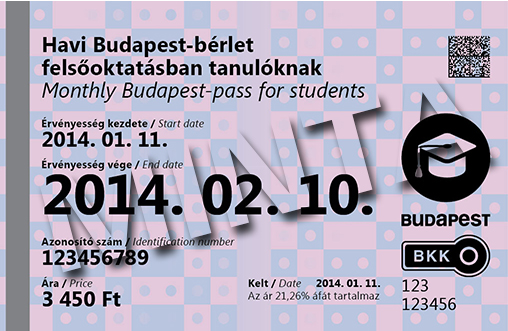 Havi Budapest-bérlet
felsőoktatásban tanulóknak
Monthly Budapest-pass for students
Érvényesség kezdete / Start date
2014. 01. 11.
Érvényesség vége / End date
2014. 02. 10.
MINTA
BUDAPEST
Azonosító szám / Identification number
123456789
BKK
Ára / Price
3 450 Ft
Kelt / Date 2014. 01. 11.
Az ár 21,26% áfát tartalmaz
123
123456